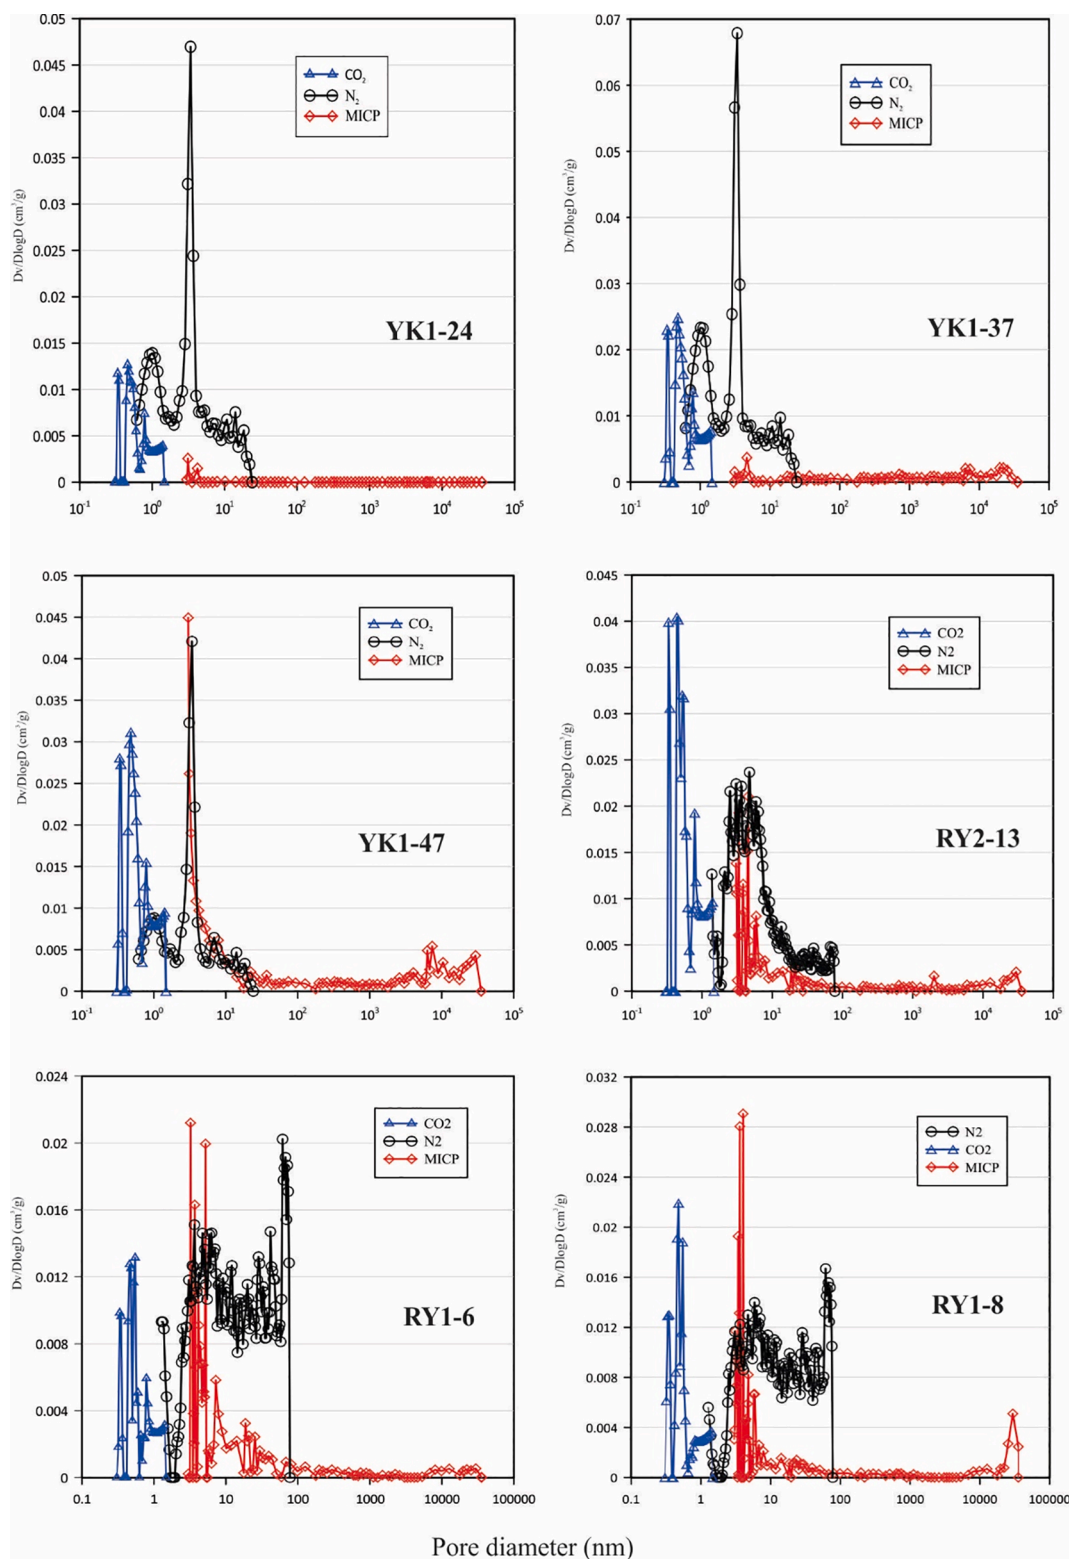 0.05
0.045
0.04
0.035
0.03
0.025
0.02
0.015
0.01
0.005
0
Dv/DlogD (cm³/g)
CO₂
N₂
MICP
YK1-24
10⁻¹ 10⁰ 10¹ 10² 10³ 10⁴ 10⁵
0.07
0.06
0.05
0.04
0.03
0.02
0.01
0
Dv/DlogD (cm³/g)
CO₂
N₂
MICP
YK1-37
10⁻¹ 10⁰ 10¹ 10² 10³ 10⁴ 10⁵
0.05
0.045
0.04
0.035
0.03
0.025
0.02
0.015
0.01
0.005
0
Dv/DlogD (cm³/g)
CO₂
N₂
MICP
YK1-47
10⁻¹ 10⁰ 10¹ 10² 10³ 10⁴ 10⁵
0.045
0.04
0.035
0.03
0.025
0.02
0.015
0.01
0.005
0
Dv/DlogD (cm³/g)
CO2
N2
MICP
RY2-13
10⁻¹ 10⁰ 10¹ 10² 10³ 10⁴ 10⁵
0.024
0.02
0.016
0.012
0.008
0.004
0
Dv/DlogD (cm³/g)
CO2
N2
MICP
RY1-6
0.1 1 10 100 1000 10000 100000
0.032
0.028
0.024
0.02
0.016
0.012
0.008
0.004
0
Dv/DlogD (cm³/g)
N2
CO2
MICP
RY1-8
0.1 1 10 100 1000 10000 100000
Pore diameter (nm)